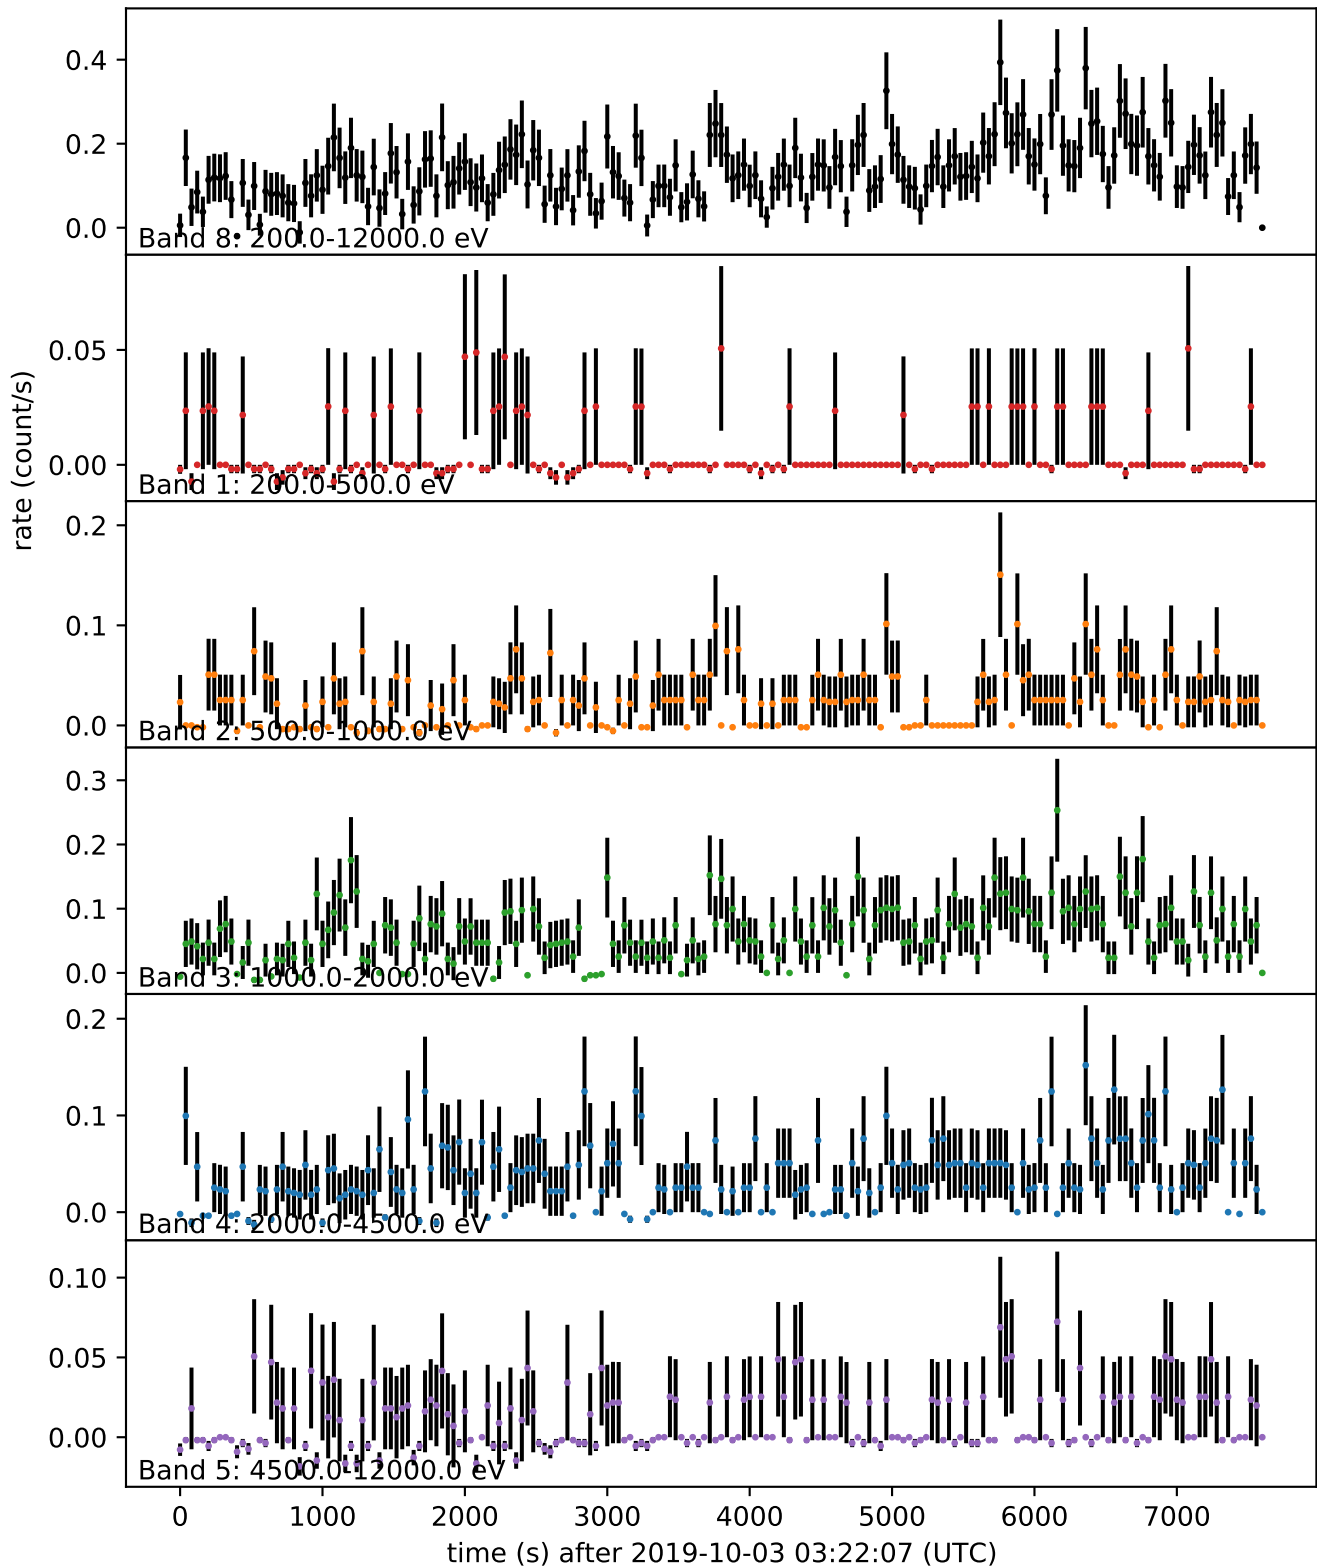 rate (count/s)
0.4
0.2
0.0
Band 8: 200.0-12000.0 eV
0.05
0.00
Band 1: 200.0-500.0 eV
0.2
0.1
0.0
Band 2: 500.0-1000.0 eV
0.3
0.2
0.1
0.0
Band 3: 1000.0-2000.0 eV
0.2
0.1
0.0
Band 4: 2000.0-4500.0 eV
0.10
0.05
0.00
Band 5: 4500.0-12000.0 eV
0 1000 2000 3000 4000 5000 6000 7000
time (s) after 2019-10-03 03:22:07 (UTC)